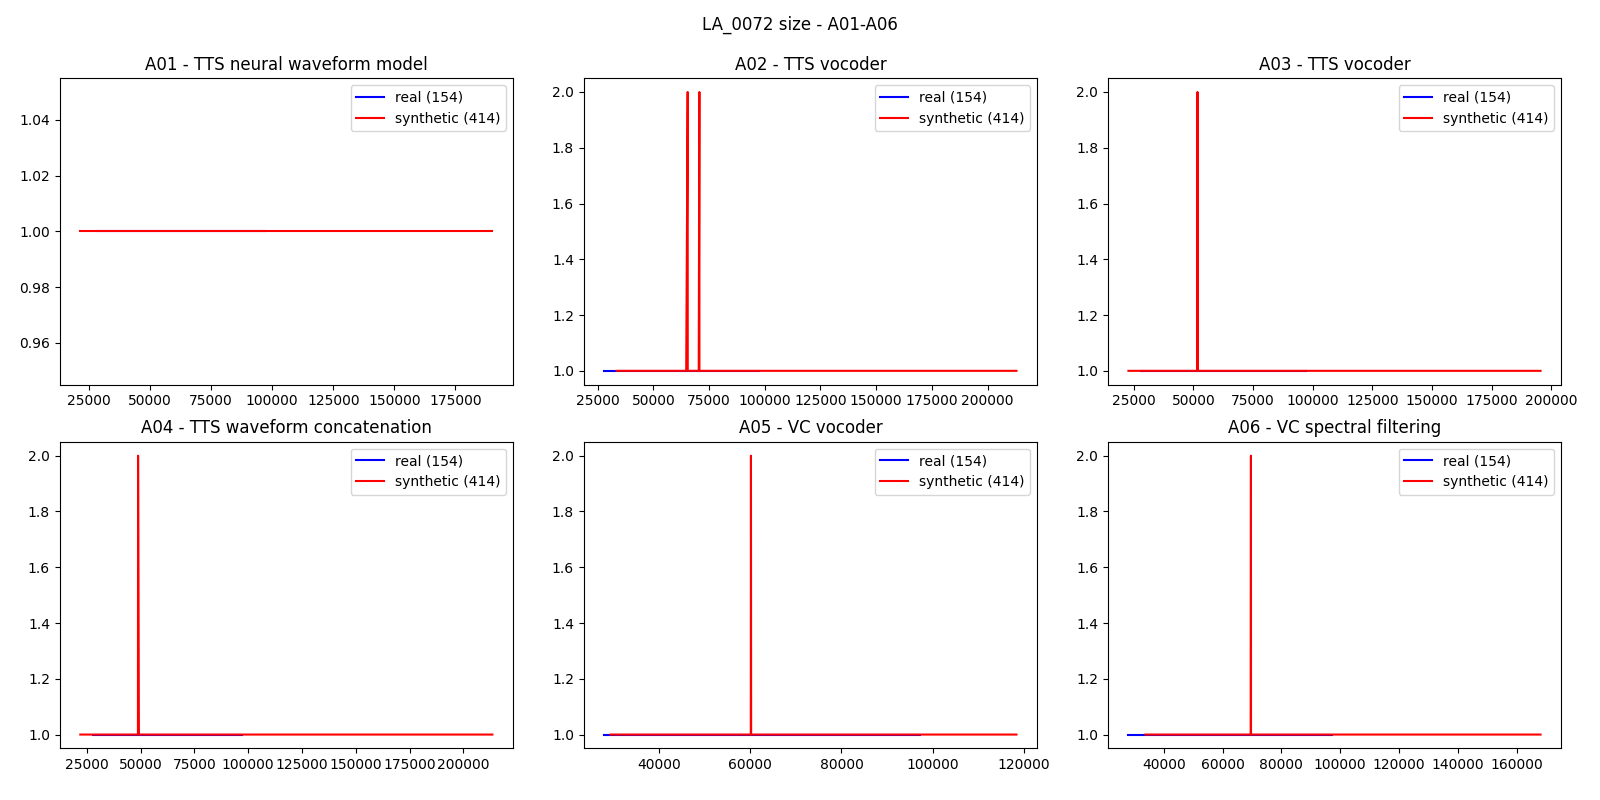 LA_0072 size - A01-A06
A01 - TTS neural waveform model
real (154)
synthetic (414)
1.04
1.02
1.00
0.98
0.96
25000 50000 75000 100000 125000 150000 175000
A02 - TTS vocoder
real (154)
synthetic (414)
2.0
1.8
1.6
1.4
1.2
1.0
25000 50000 75000 100000 125000 150000 175000 200000
A03 - TTS vocoder
real (154)
synthetic (414)
2.0
1.8
1.6
1.4
1.2
1.0
25000 50000 75000 100000 125000 150000 175000 200000
A04 - TTS waveform concatenation
real (154)
synthetic (414)
2.0
1.8
1.6
1.4
1.2
1.0
25000 50000 75000 100000 125000 150000 175000 200000
A05 - VC vocoder
real (154)
synthetic (414)
2.0
1.8
1.6
1.4
1.2
1.0
40000 60000 80000 100000 120000
A06 - VC spectral filtering
real (154)
synthetic (414)
2.0
1.8
1.6
1.4
1.2
1.0
40000 60000 80000 100000 120000 140000 160000